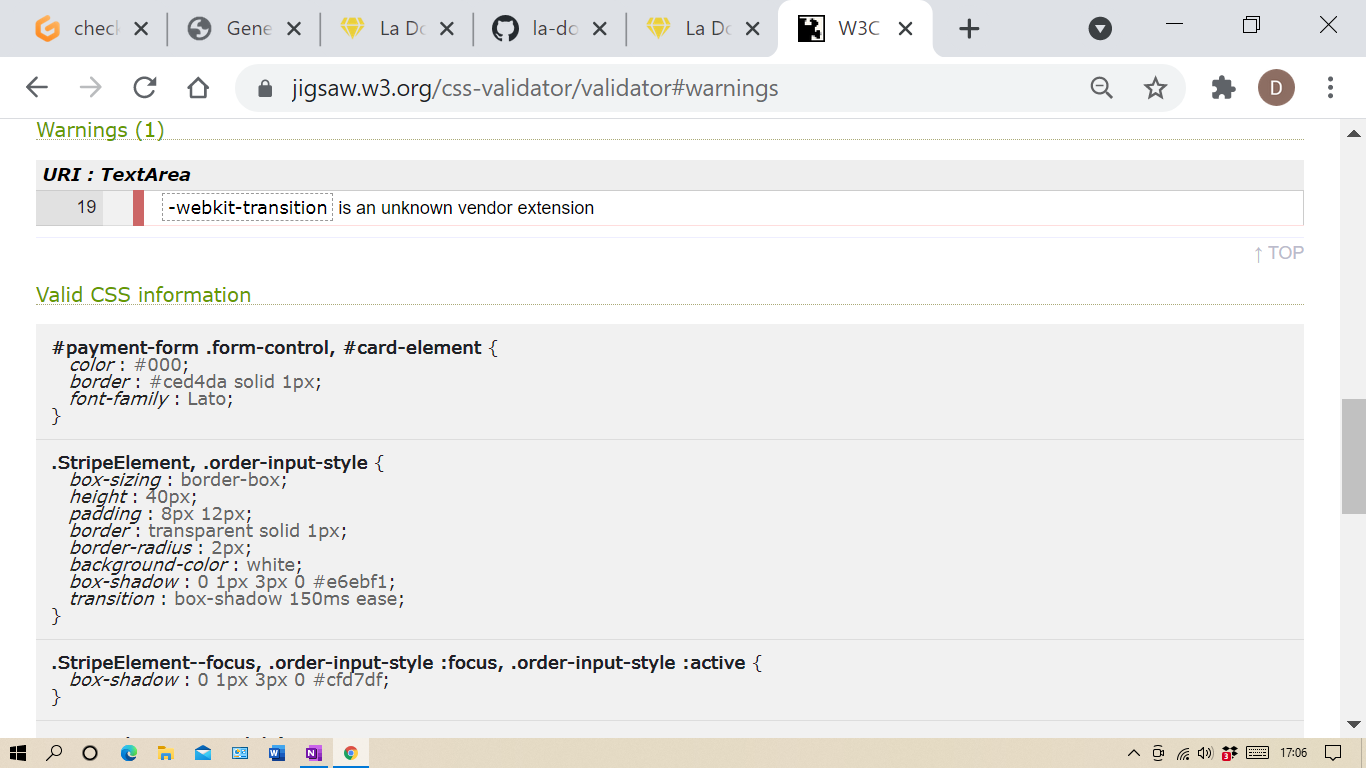 check
Gene
La Do
la-do
La Do
W3C
jigsaw.w3.org/css-validator/validator#warnings
D
Warnings (1)
URI : TextArea
19 -webkit-transition is an unknown vendor extension
↑ TOP
Valid CSS information
#payment-form .form-control, #card-element {
color : #000;
border : #ced4da solid 1px;
font-family : Lato;
}
.StripeElement, .order-input-style {
box-sizing : border-box;
height : 40px;
padding : 8px 12px;
border : transparent solid 1px;
border-radius : 2px;
background-color : white;
box-shadow : 0 1px 3px 0 #e6ebf1;
transition : box-shadow 150ms ease;
}
.StripeElement--focus, .order-input-style :focus, .order-input-style :active {
box-shadow : 0 1px 3px 0 #cfd7df;
}
17:06